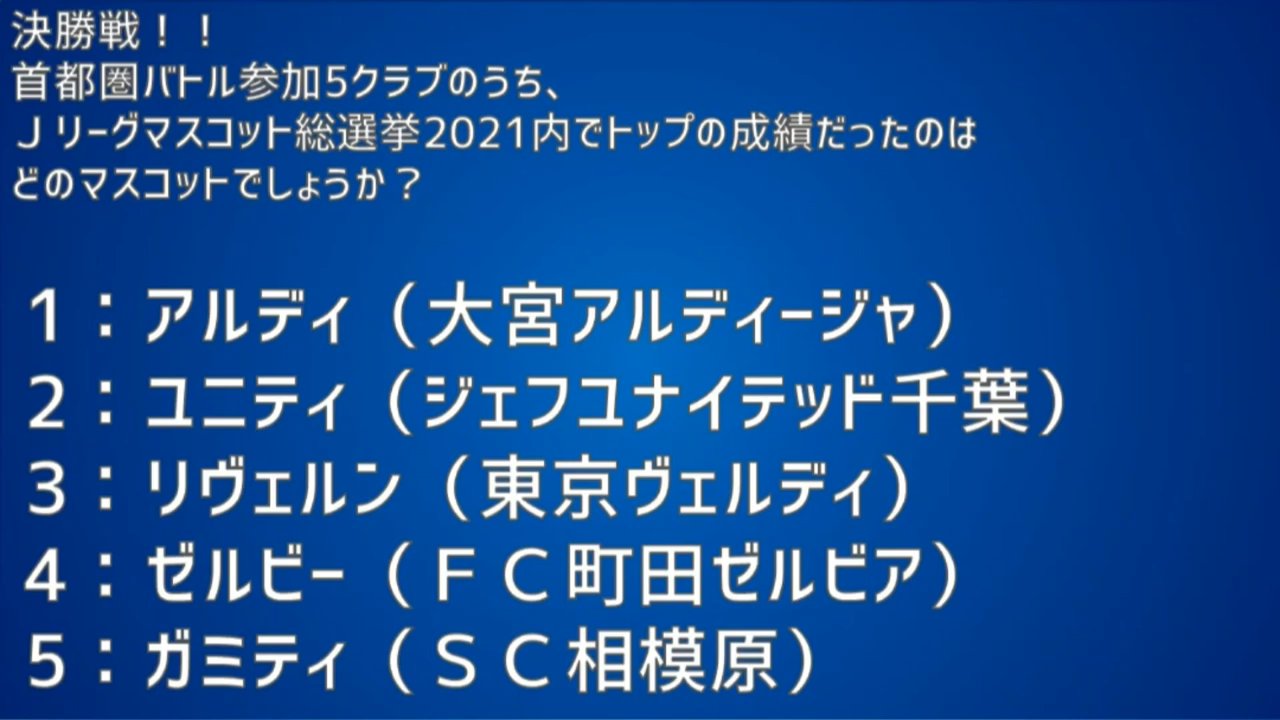 決勝戦！！
首都圏バトル参加5クラブのうち、
Ｊリーグマスコット総選挙2021内でトップの成績だったのは
どのマスコットでしょうか？
1：アルディ（大宮アルディージャ）
2：ユニティ（ジェフユナイテッド千葉）
3：リヴェルン（東京ヴェルディ）
4：ゼルビー（ＦＣ町田ゼルビア）
5：ガミティ（ＳＣ相模原）